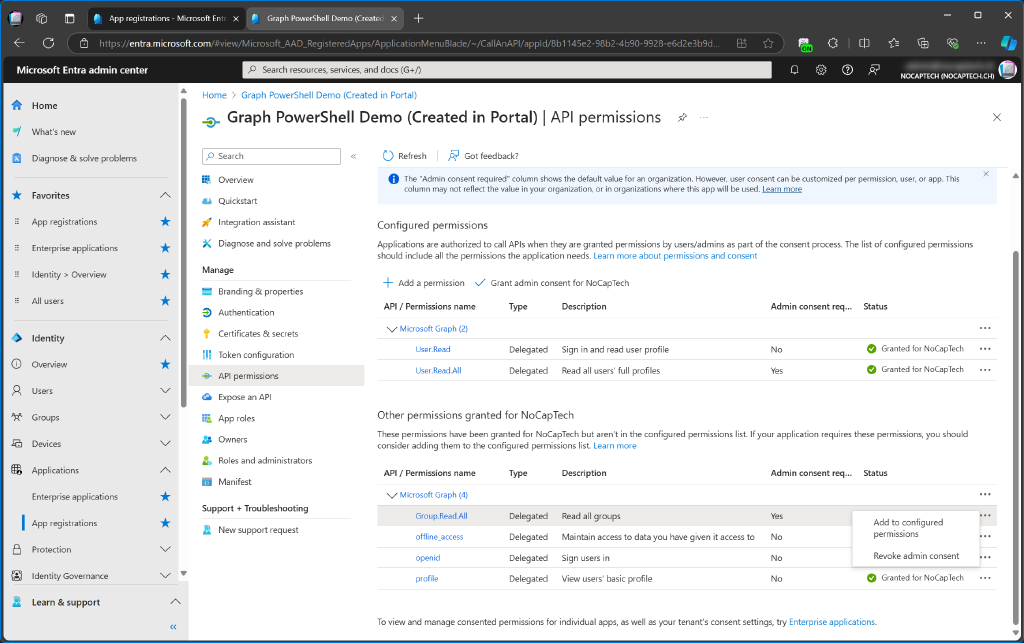 App registrations - Microsoft Entr
Graph PowerShell Demo (Created
https://entra.microsoft.com/#view/Microsoft_AAD_RegisteredApps/ApplicationMenuBlade/~/CallAnAPI/appId/8b1145e2-98b2-4b90-9928-e6d2e3b9d...
ON
Microsoft Entra admin center
Search resources, services, and docs (G+/)
NOCAPTECH (NOCAPTECH.CH)
Home
What's new
Diagnose & solve problems
Favorites
App registrations
Enterprise applications
Identity > Overview
All users
Identity
Overview
Users
Groups
Devices
Applications
Enterprise applications
App registrations
Protection
Identity Governance
Learn & support
Home > Graph PowerShell Demo (Created in Portal)
Graph PowerShell Demo (Created in Portal) | API permissions
Search
Overview
Quickstart
Integration assistant
Diagnose and solve problems
Manage
Branding & properties
Authentication
Certificates & secrets
Token configuration
API permissions
Expose an API
App roles
Owners
Roles and administrators
Manifest
Support + Troubleshooting
New support request
Refresh
Got feedback?
The "Admin consent required" column shows the default value for an organization. However, user consent can be customized per permission, user, or app. This
column may not reflect the value in your organization, or in organizations where this app will be used. Learn more
Configured permissions
Applications are authorized to call APIs when they are granted permissions by users/admins as part of the consent process. The list of configured permissions
should include all the permissions the application needs. Learn more about permissions and consent
Add a permission
Grant admin consent for NoCapTech
API / Permissions name Type Description Admin consent req... Status
Microsoft Graph (2)
User.Read Delegated Sign in and read user profile No Granted for NoCapTech
User.Read.All Delegated Read all users' full profiles Yes Granted for NoCapTech
Other permissions granted for NoCapTech
These permissions have been granted for NoCapTech but aren't in the configured permissions list. If your application requires these permissions, you should
consider adding them to the configured permissions list. Learn more
API / Permissions name Type Description Admin consent req... Status
Microsoft Graph (4)
Group.Read.All Delegated Read all groups Yes
offline_access Delegated Maintain access to data you have given it access to No
openid Delegated Sign users in No
profile Delegated View users' basic profile No Granted for NoCapTech
Add to configured
permissions
Revoke admin consent
To view and manage consented permissions for individual apps, as well as your tenant's consent settings, try Enterprise applications.